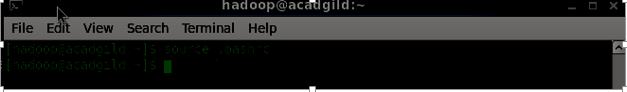 hadoop@acadgild:~
File Edit View Search Terminal Help
[hadoop@acadgild ~]$ source .bashrc
[hadoop@acadgild ~]$